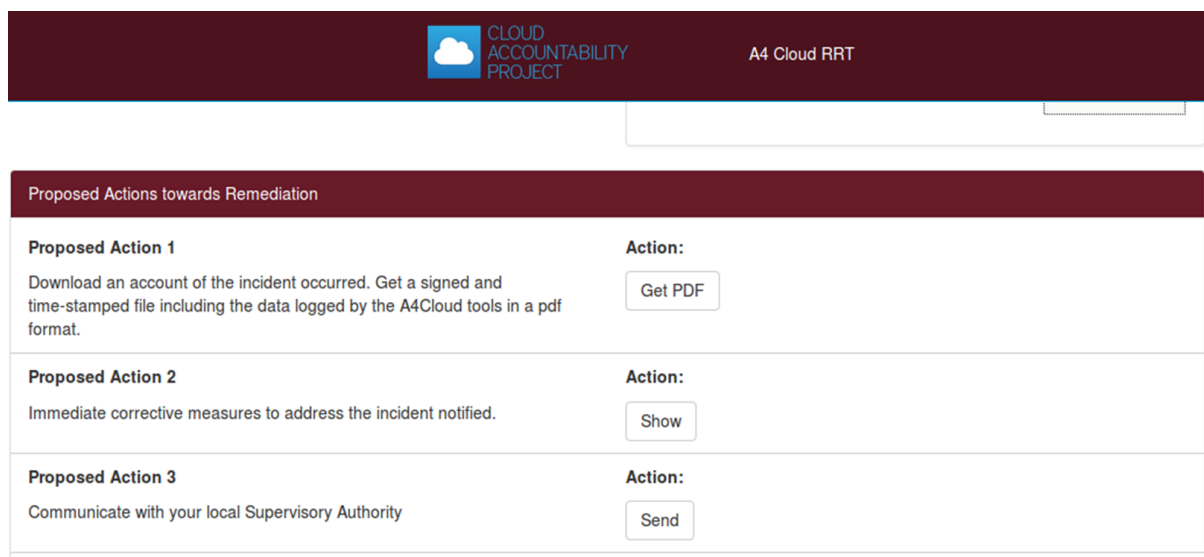 CLOUD
ACCOUNTABILITY
PROJECT
A4 Cloud RRT
Proposed Actions towards Remediation
Proposed Action 1
Action:
Download an account of the incident occurred. Get a signed and
time-stamped file including the data logged by the A4Cloud tools in a pdf
format.
Get PDF
Proposed Action 2
Action:
Immediate corrective measures to address the incident notified.
Show
Proposed Action 3
Action:
Communicate with your local Supervisory Authority
Send